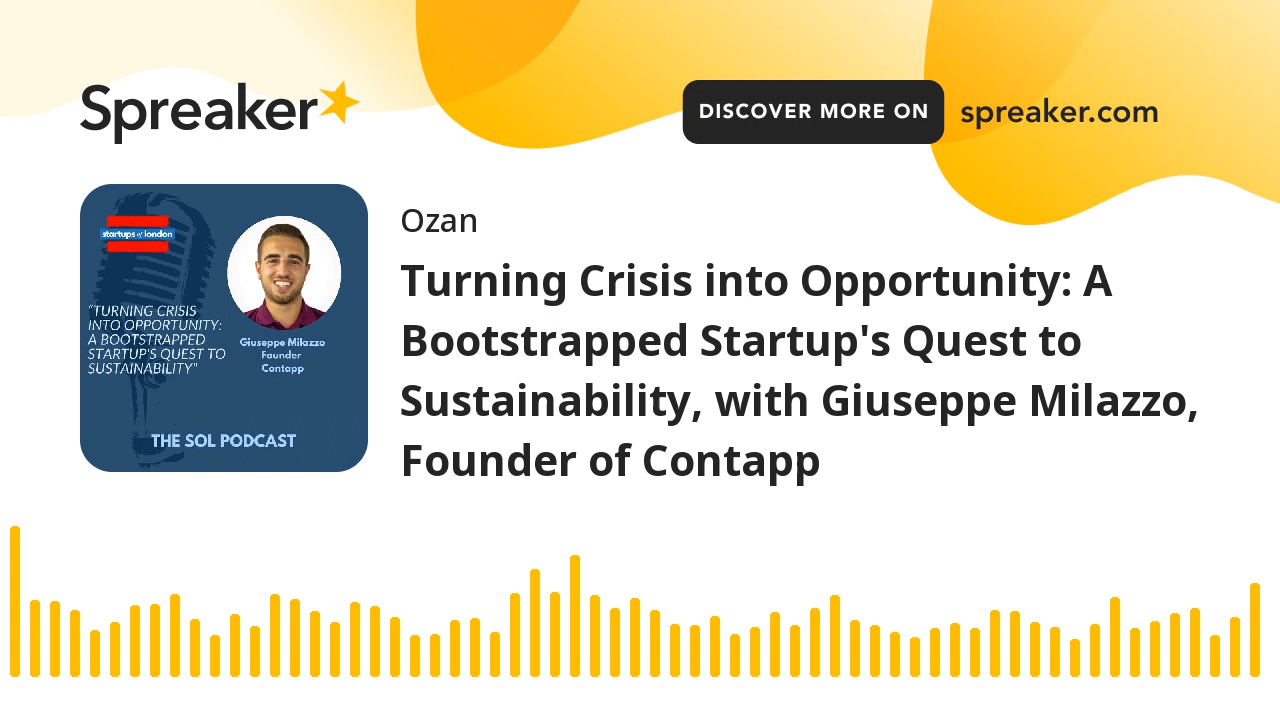 Spreaker
DISCOVER MORE ON
spreaker.com
startups of london
"TURNING CRISIS
INTO OPPORTUNITY:
A BOOTSTRAPPED
STARTUP'S QUEST TO
SUSTAINABILITY"
Giuseppe Milazzo
Founder
Contapp
THE SOL PODCAST
Ozan
Turning Crisis into Opportunity: A
Bootstrapped Startup's Quest to
Sustainability, with Giuseppe Milazzo,
Founder of Contapp